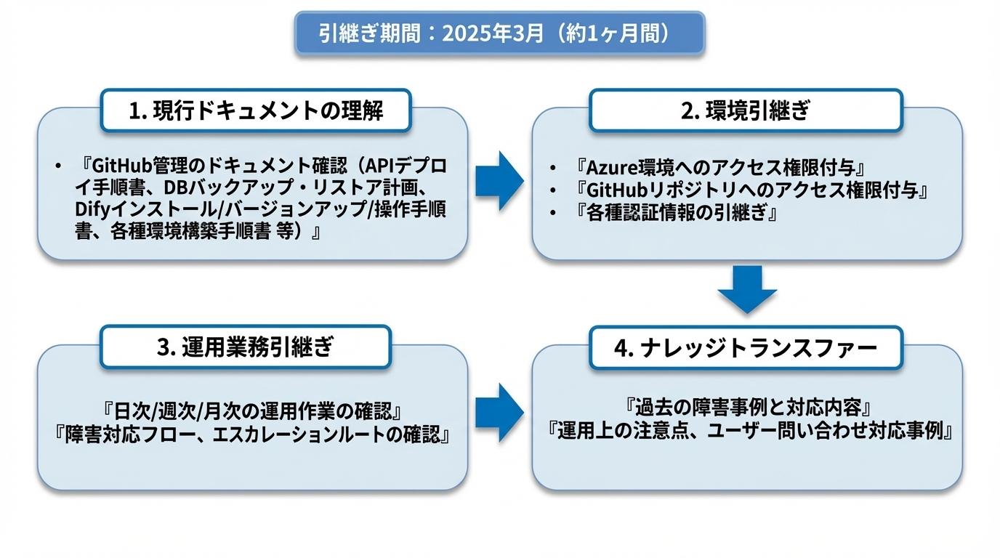 引継ぎ期間：2025年3月（約1ヶ月間）
1. 現行ドキュメントの理解
• 『GitHub管理のドキュメント確認（APIデプロ
イ手順書、DBバックアップ・リストア計画、
Difyインストール/バージョンアップ/操作手順
書、各種環境構築手順書 等）』
2. 環境引継ぎ
• 『Azure環境へのアクセス権限付与』
• 『GitHubリポジトリへのアクセス権限付与』
• 『各種認証情報の引継ぎ』
3. 運用業務引継ぎ
『日次/週次/月次の運用作業の確認』
『障害対応フロー、エスカレーションルートの確認』
4. ナレッジトランスファー
『過去の障害事例と対応内容』
『運用上の注意点、ユーザー問い合わせ対応事例』